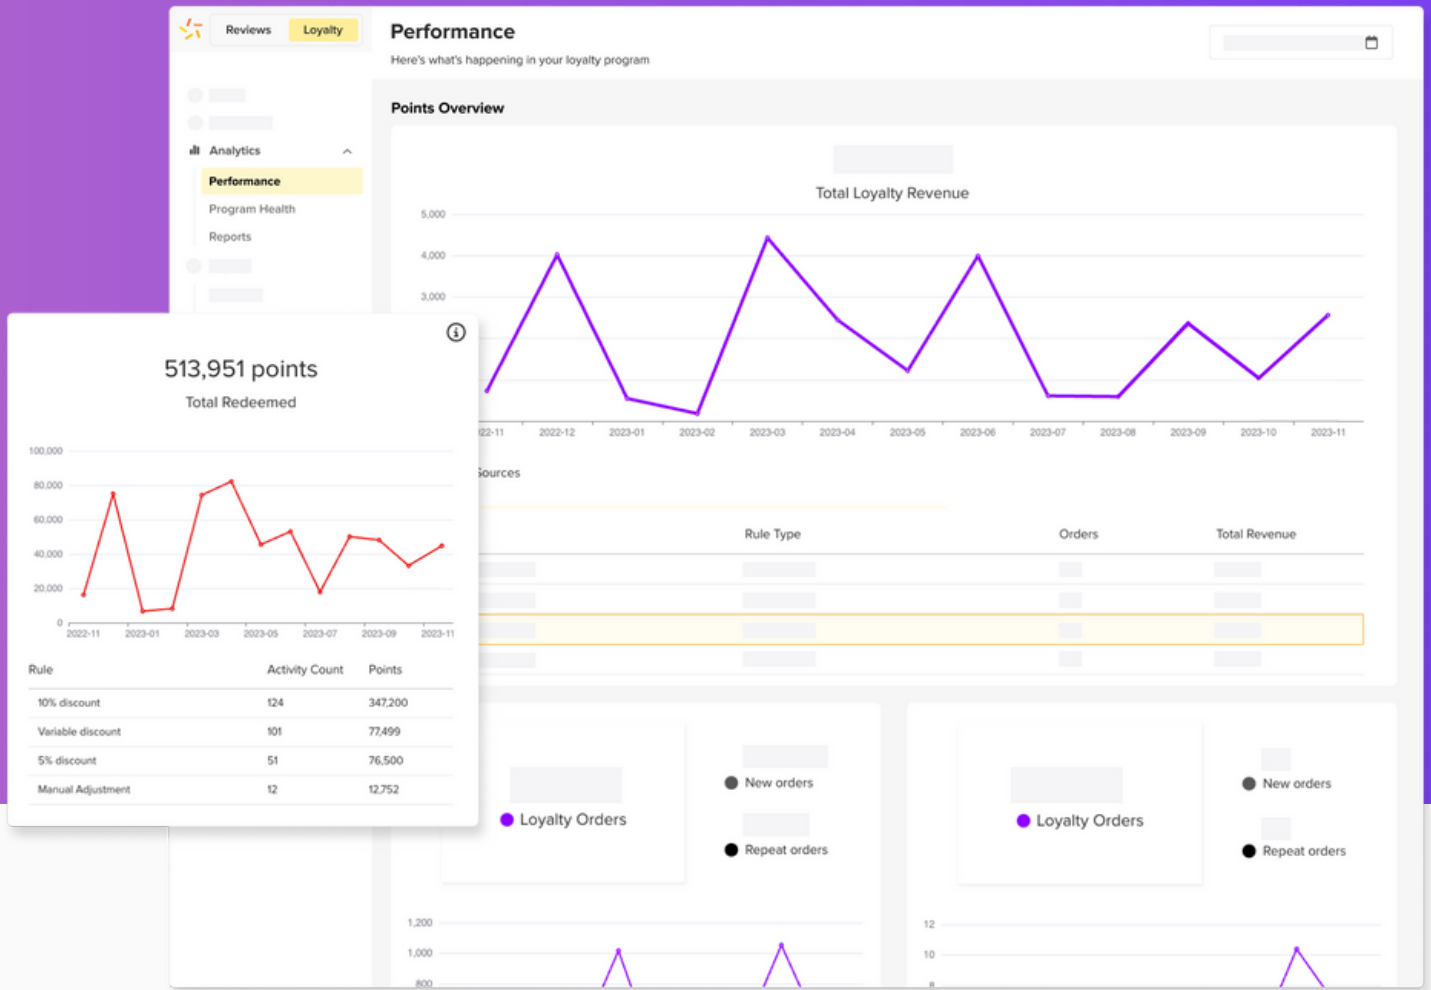 Reviews
Loyalty
Performance
Here's what's happening in your loyalty program
Analytics
Performance
Program Health
Reports
Points Overview
Total Loyalty Revenue
5,000
4,000
3,000
22-11 2022-12 2023-01 2023-02 2023-03 2023-04 2023-05 2023-06 2023-07 2023-08 2023-09 2023-10 2023-11
Sources
Rule Type Orders Total Revenue
513,951 points
Total Redeemed
100,000
80,000
60,000
40,000
20,000
0
2022-11 2023-01 2023-03 2023-05 2023-07 2023-09 2023-11
Rule Activity Count Points
10% discount 124 347,200
Variable discount 101 77,499
5% discount 51 76,500
Manual Adjustment 12 12,752
Loyalty Orders
New orders
Repeat orders
1,200
1,000
800
Loyalty Orders
New orders
Repeat orders
12
10